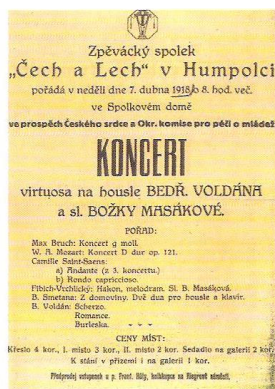 Zpěvácký spolek
„Čech a Lech“ v Humpolci
pořádá v neděli dne 7. dubna 1918 o 8. hod. več.
ve Spolkovém domě
ve prospěch Českého srdce a Okr. komise pro péči o mládež
KONCERT
virtuosa na housle BEDŘ. VOLDÁNA
a sl. BOŽKY MASÁKOVÉ.
POŘAD:
Max Bruch: Koncert g moll.
W. A. Mozart: Koncert D dur op. 121.
Camille Saint-Saens:
a) Andante (z 3. koncertu.)
b) Rondo capriccioso.
Fibich-Vrchlický: Hakon, melodram. Sl. B. Masáková.
B. Smetana: Z domoviny. Dvě dua pro housle a klavír.
B. Voldán: Scherzo.
Romance.
Burleska.
CENY MÍST:
Křeslo 4 kor., I. místo 3 kor., II. místo 2 kor. Sedadlo na galerii 2 kor.
K stání v přízemí i na galerii 1 kor.
Předprodej vstupenek u p. Frant. Hály, knihkupce na Riegrově náměstí.